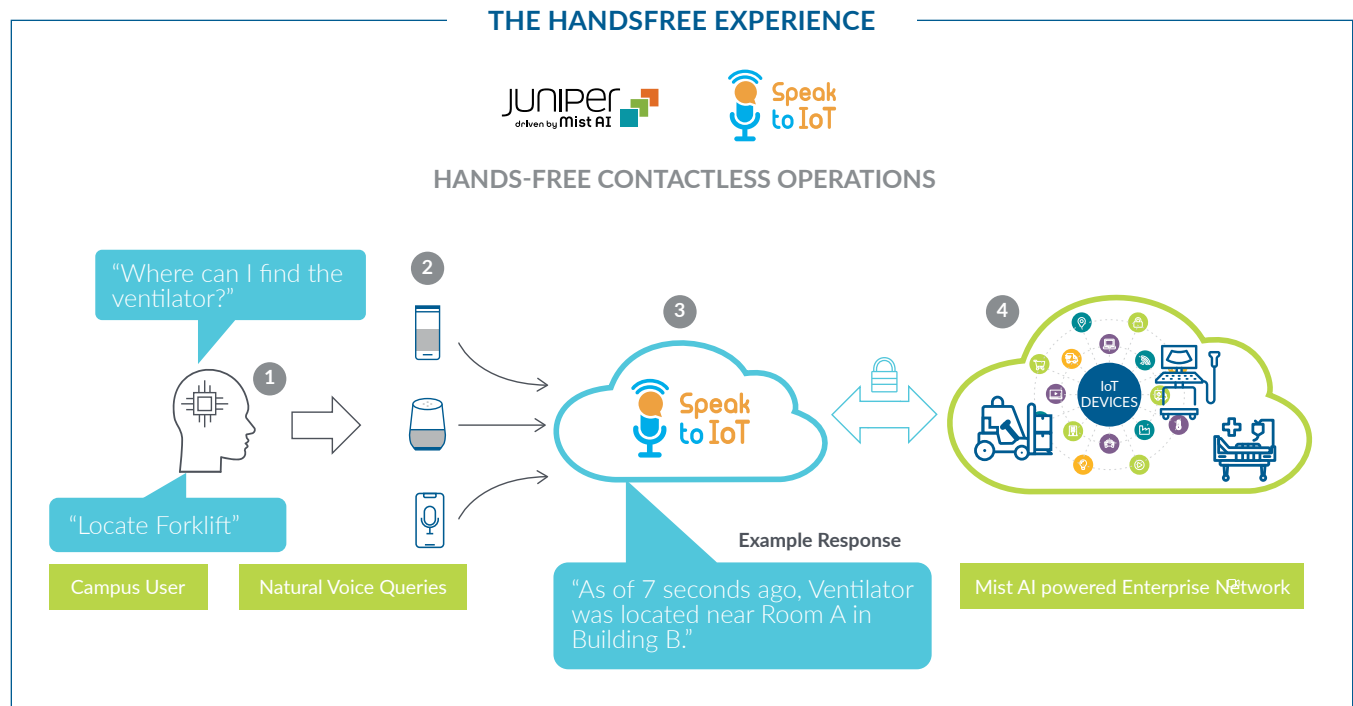 THE HANDSFREE EXPERIENCE
JUNIPer
driven by Mist AI
Speak
to IoT
HANDS-FREE CONTACTLESS OPERATIONS
“Where can I find the
ventilator?”
1
“Locate Forklift”
Campus User
2
Natural Voice Queries
3
Speak
to IoT
Example Response
“As of 7 seconds ago, Ventilator
was located near Room A in
Building B.”
4
IoT
DEVICES
Mist AI powered Enterprise Network